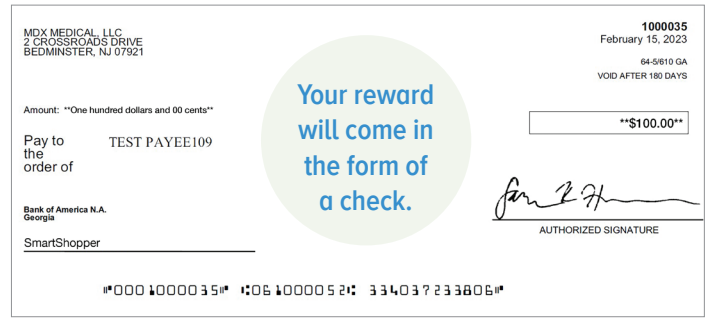 MDX MEDICAL, LLC
2 CROSSROADS DRIVE
BEDMINSTER, NJ 07921
1000035
February 15, 2023
64-5/610 GA
VOID AFTER 180 DAYS
Your reward
will come in
the form of
a check.
Amount: **One hundred dollars and 00 cents**
**$100.00**
Pay to
the
order of
TEST PAYEE109
Bank of America N.A.
Georgia
SmartShopper
AUTHORIZED SIGNATURE
⑈0001000035⑈ ⑆061000052⑆ 334037233806⑈